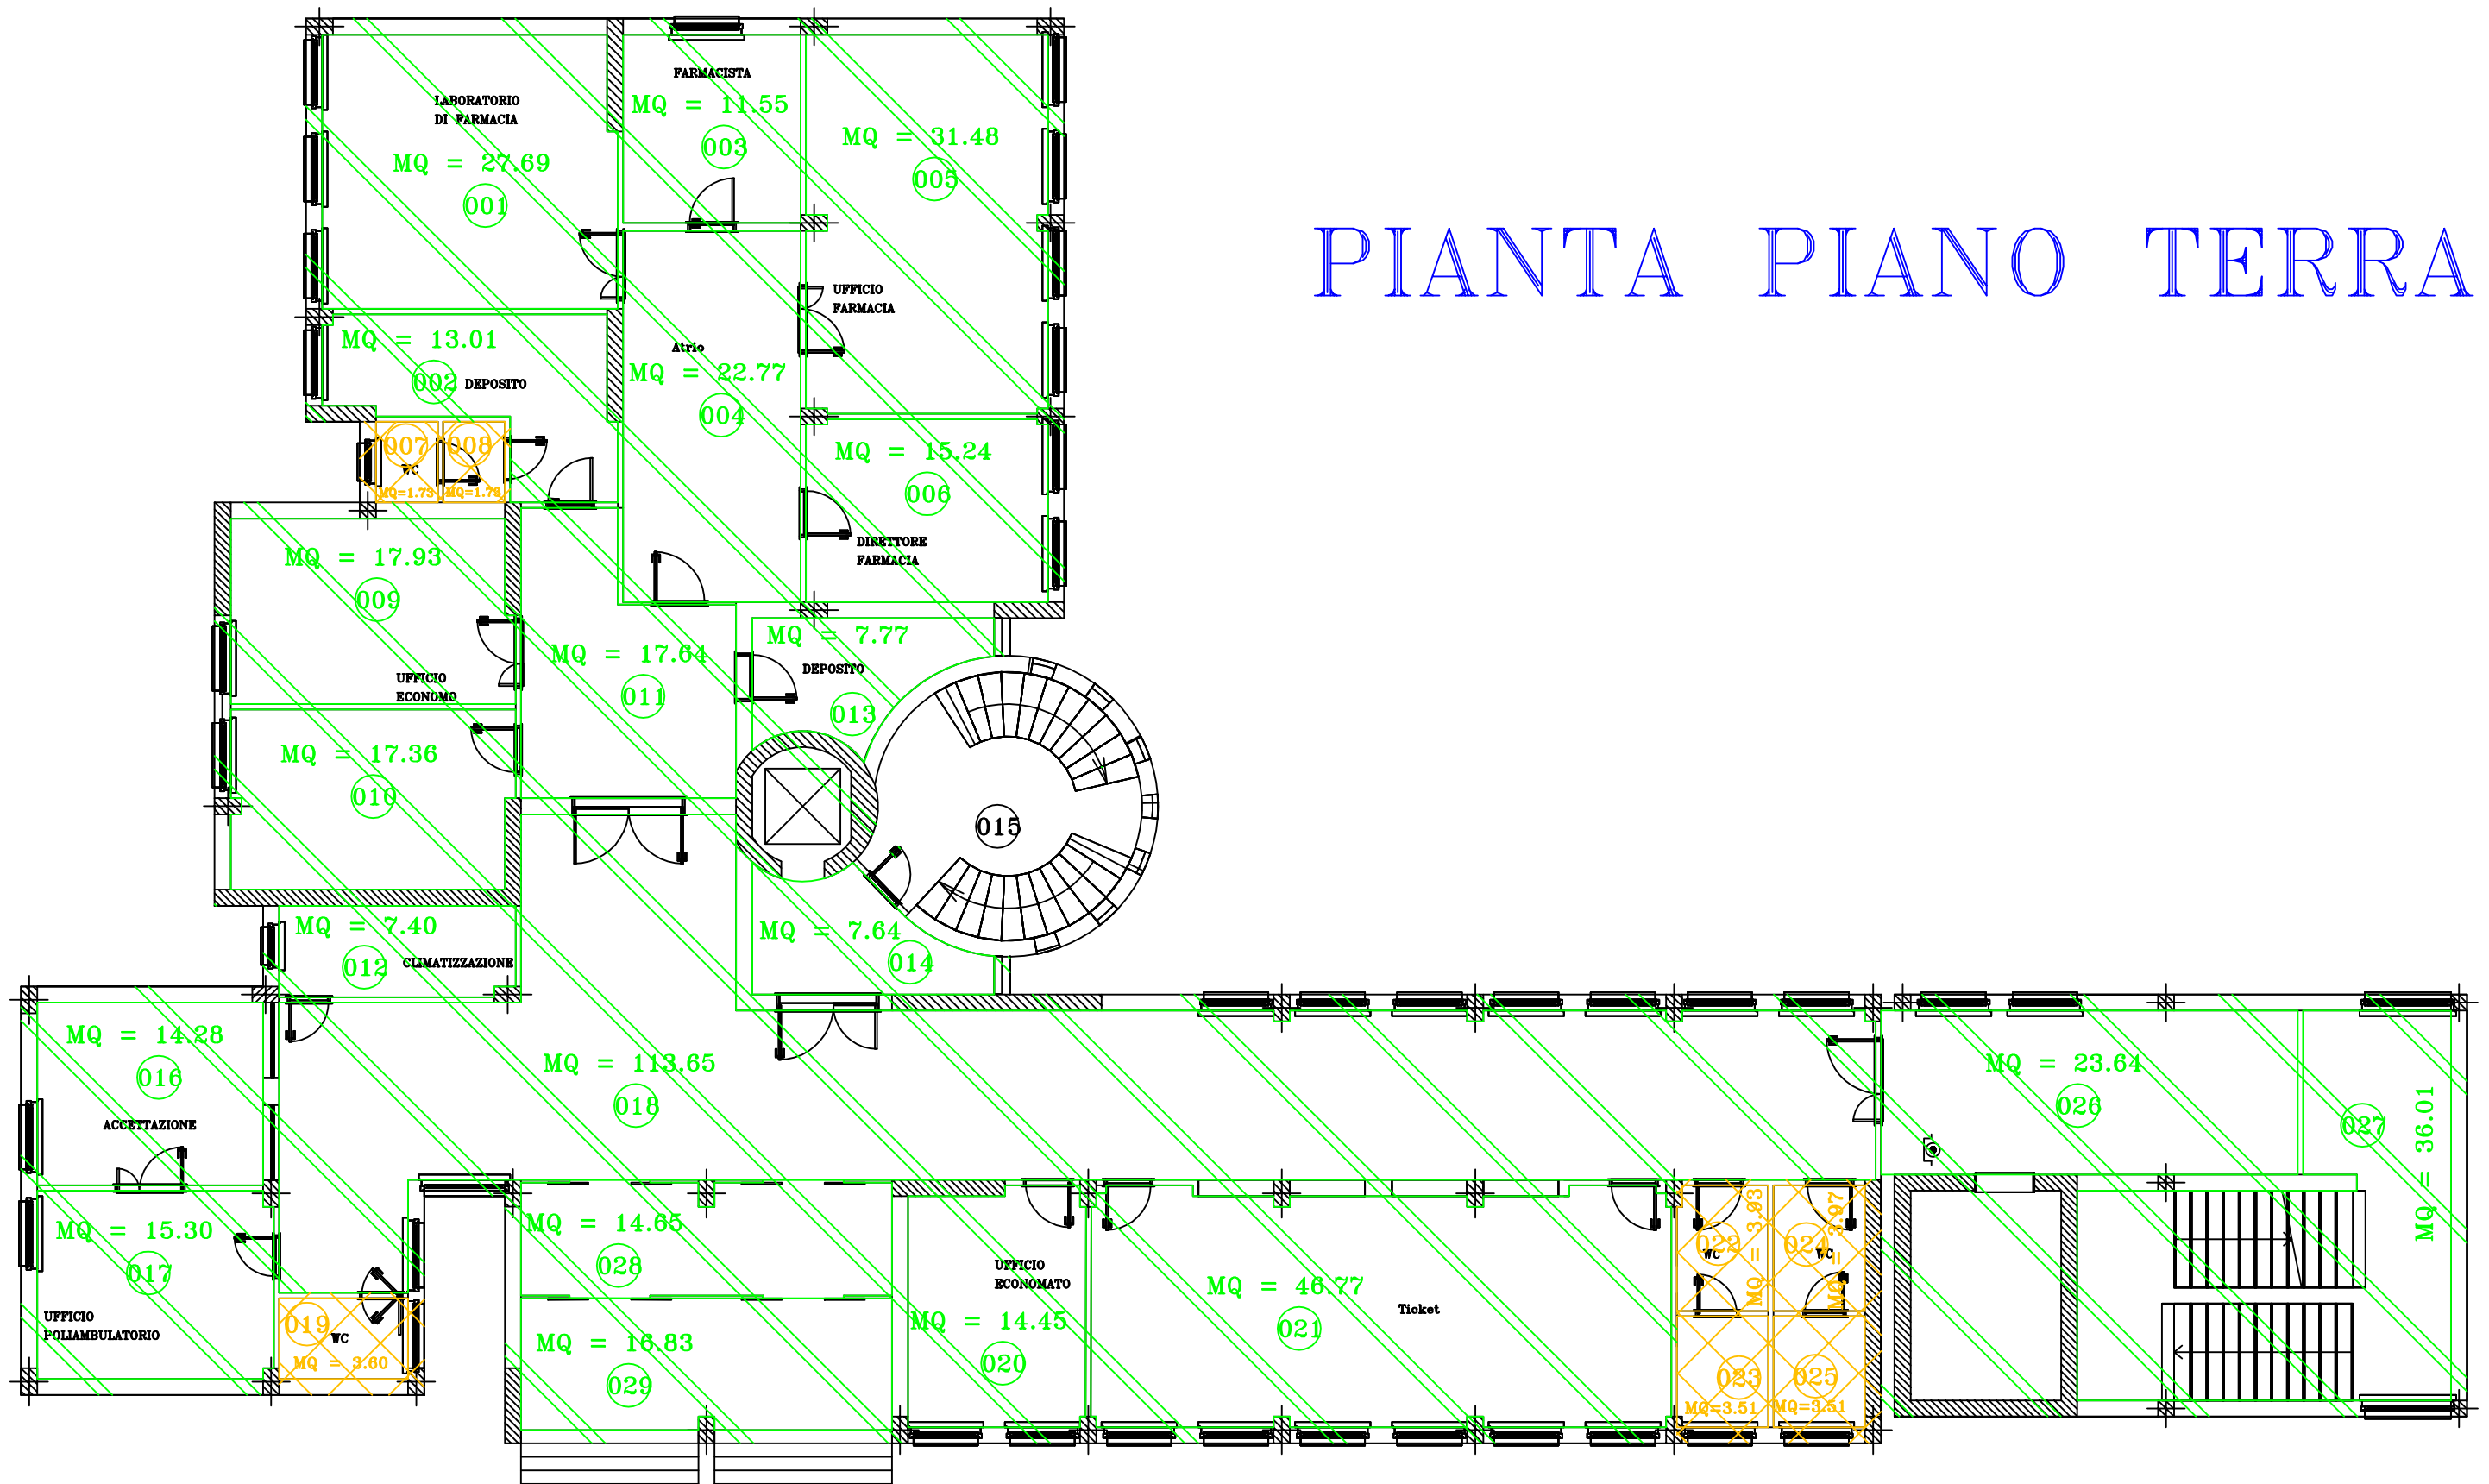 PIANTA PIANO TERRA
FARMACISTA
MQ = 11.55
003
LABORATORIO
DI FARMACIA
MQ = 27.69
001
MQ = 31.48
005
UFFICIO
FARMACIA
MQ = 13.01
002
DEPOSITO
Atrio
MQ = 22.77
004
MQ = 15.24
006
DIRETTORE
FARMACIA
007
WC
MQ=1.73
008
MQ=1.73
MQ = 17.93
009
UFFICIO
ECONOMO
MQ = 17.64
011
MQ = 7.77
DEPOSITO
013
MQ = 17.36
010
015
MQ = 7.40
012
CLIMATIZZAZIONE
MQ = 7.64
014
MQ = 14.28
016
ACCETTAZIONE
MQ = 113.65
018
MQ = 23.64
026
027
MQ = 36.01
MQ = 15.30
017
UFFICIO
POLIAMBULATORIO
019
WC
MQ = 3.60
MQ = 14.65
028
MQ = 16.83
029
UFFICIO
ECONOMATO
MQ = 14.45
020
MQ = 46.77
021
Ticket
022
WC
MQ = 3.93
024
WC
MQ = 3.97
023
MQ=3.51
025
MQ=3.51